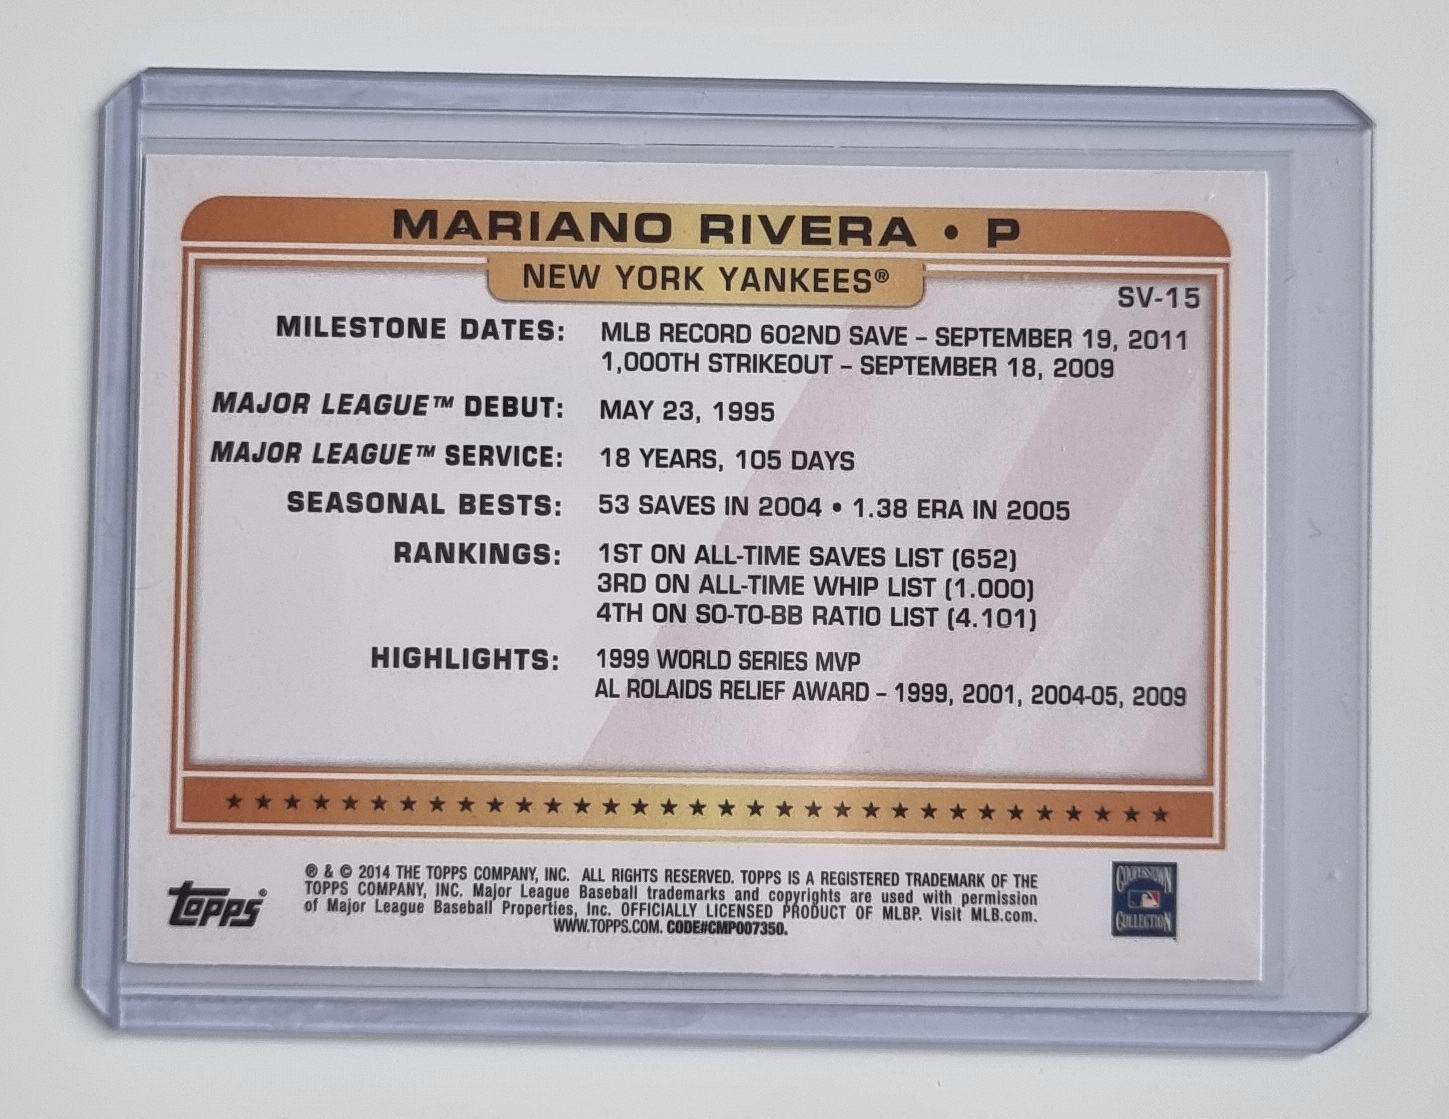 MARIANO RIVERA • P
NEW YORK YANKEES®
SV-15
MILESTONE DATES: MLB RECORD 602ND SAVE – SEPTEMBER 19, 2011
1,000TH STRIKEOUT – SEPTEMBER 18, 2009
MAJOR LEAGUE™ DEBUT: MAY 23, 1995
MAJOR LEAGUE™ SERVICE: 18 YEARS, 105 DAYS
SEASONAL BESTS: 53 SAVES IN 2004 • 1.38 ERA IN 2005
RANKINGS: 1ST ON ALL-TIME SAVES LIST (652)
3RD ON ALL-TIME WHIP LIST (1.000)
4TH ON SO-TO-BB RATIO LIST (4.101)
HIGHLIGHTS: 1999 WORLD SERIES MVP
AL ROLAIDS RELIEF AWARD – 1999, 2001, 2004-05, 2009
topps®
® & © 2014 THE TOPPS COMPANY, INC. ALL RIGHTS RESERVED. TOPPS IS A REGISTERED TRADEMARK OF THE
TOPPS COMPANY, INC. Major League Baseball trademarks and copyrights are used with permission
of Major League Baseball Properties, Inc. OFFICIALLY LICENSED PRODUCT OF MLBP. Visit MLB.com.
WWW.TOPPS.COM. CODE#CMP007350.
COOPERSTOWN
COLLECTION